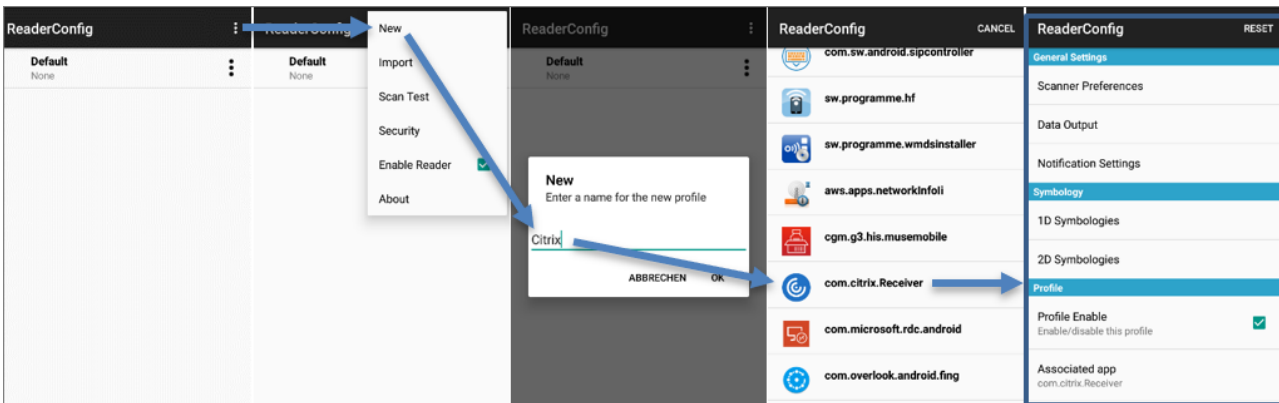 ReaderConfig
Default
None
ReaderConfig
Default
None
New
Import
Scan Test
Security
Enable Reader
About
ReaderConfig
Default
None
New
Enter a name for the new profile
Citrix
ABBRECHEN OK
ReaderConfig CANCEL
com.sw.android.sipcontroller
sw.programme.hf
sw.programme.wmdsinstaller
aws.apps.networkInfoIi
cgm.g3.his.musemobile
com.citrix.Receiver
com.microsoft.rdc.android
com.overlook.android.fing
ReaderConfig RESET
General Settings
Scanner Preferences
Data Output
Notification Settings
Symbology
1D Symbologies
2D Symbologies
Profile
Profile Enable
Enable/disable this profile
Associated app
com.citrix.Receiver